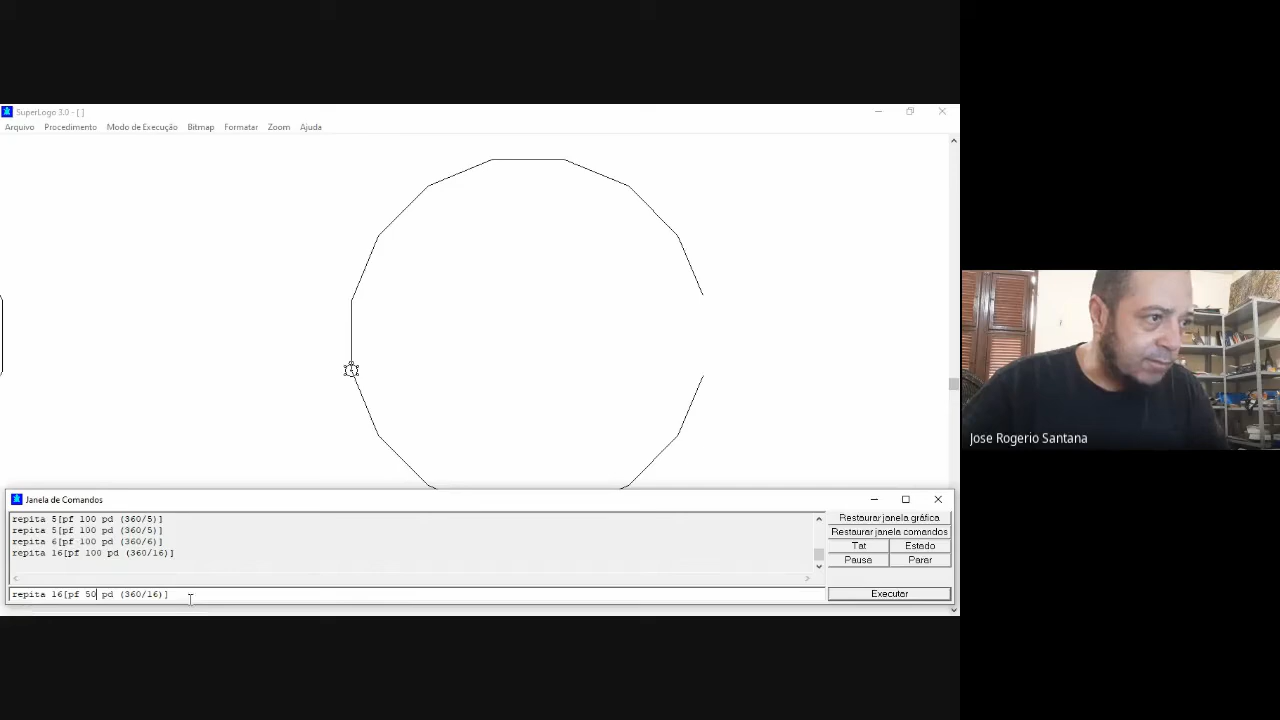 SuperLogo 3.0 - [ ]
Arquivo Procedimento Modo de Execução Bitmap Formatar Zoom Ajuda
Jose Rogerio Santana
Janela de Comandos
repita 5[pf 100 pd (360/5)]
repita 5[pf 100 pd (360/5)]
repita 6[pf 100 pd (360/6)]
repita 16[pf 100 pd (360/16)]
Restaurar janela gráfica
Restaurar janela comandos
Tat Estado
Pausa Parar
repita 16[pf 50 pd (360/16)]
Executar